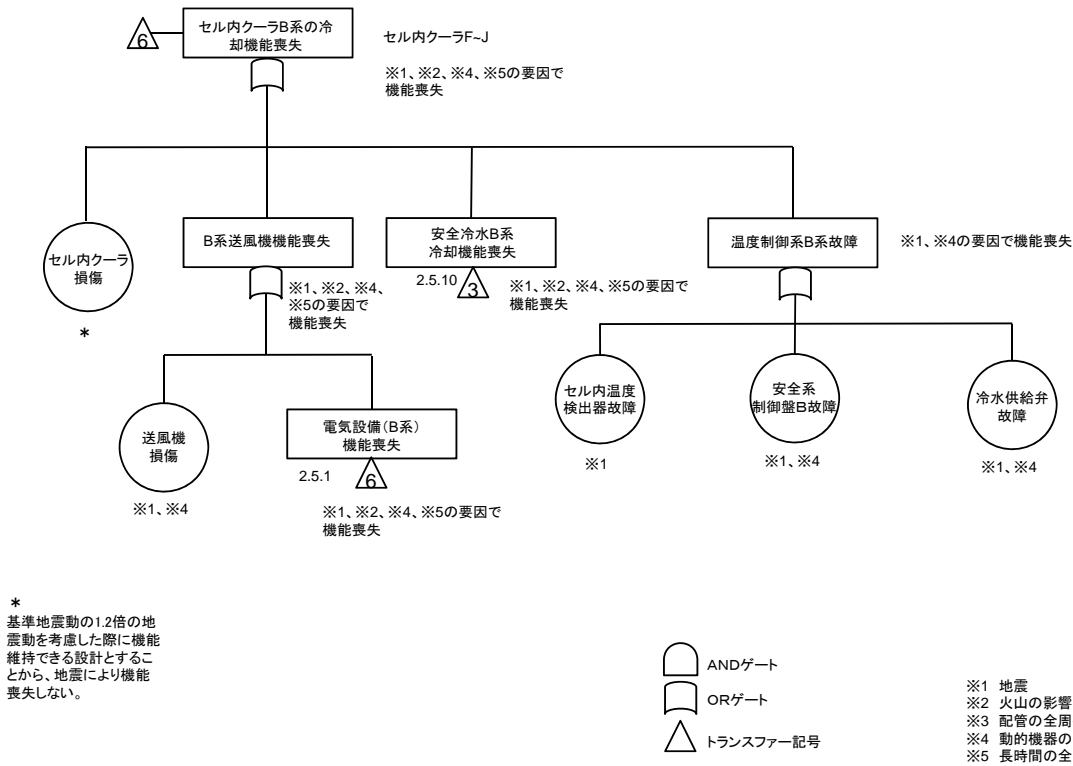 6
セル内クーラB系の冷
却機能喪失
セル内クーラF~J
※1、※2、※4、※5の要因で
機能喪失
セル内クーラ
損傷
*
B系送風機機能喪失
※1、※2、※4、
※5の要因で
機能喪失
安全冷水B系
冷却機能喪失
2.5.10
3
※1、※2、※4、※5の要因で
機能喪失
温度制御系B系故障
※1、※4の要因で機能喪失
送風機
損傷
※1、※4
電気設備(B系)
機能喪失
2.5.1
6
※1、※2、※4、※5の要因で
機能喪失
セル内温度
検出器故障
※1
安全系
制御盤B故障
※1、※4
冷水供給弁
故障
※1、※4
*
基準地震動の1.2倍の地
震動を考慮した際に機能
維持できる設計とするこ
とから、地震により機能
喪失しない。
ANDゲート
ORゲート
トランスファー記号
※1 地震
※2 火山の影響
※3 配管の全周
※4 動的機器の
※5 長時間の全